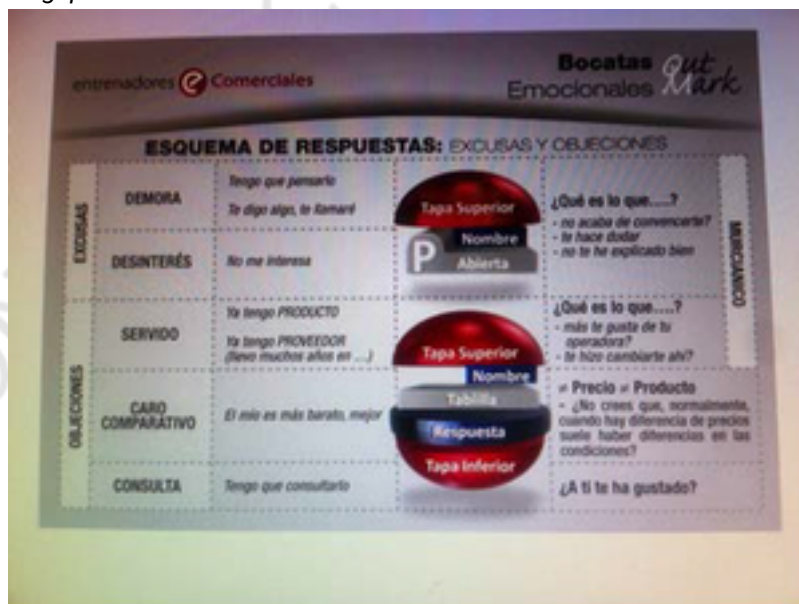 entrenadores e Comerciales
Bocatas Out
Emocionales Mark
ESQUEMA DE RESPUESTAS: EXCUSAS Y OBJECIONES
EXCUSAS
DEMORA
Tengo que pensarlo
Te digo algo, te llamaré
DESINTERÉS
No me interesa
Tapa Superior
Nombre
P Abierta
¿Qué es lo que....?
- no acaba de convencerte?
- te hace dudar
- no te he explicado bien
MURCIANICO
OBJECIONES
SERVIDO
Ya tengo PRODUCTO
Ya tengo PROVEEDOR
(llevo muchos años en ...)
CARO
COMPARATIVO
El mío es más barato, mejor
CONSULTA
Tengo que consultarlo
Tapa Superior
Nombre
Tablilla
Respuesta
Tapa Inferior
¿Qué es lo que....?
- más te gusta de tu
operadora?
- te hizo cambiarte ahí?
≠ Precio ≠ Producto
- ¿No crees que, normalmente,
cuando hay diferencia de precios
suele haber diferencias en las
condiciones?
¿A ti te ha gustado?